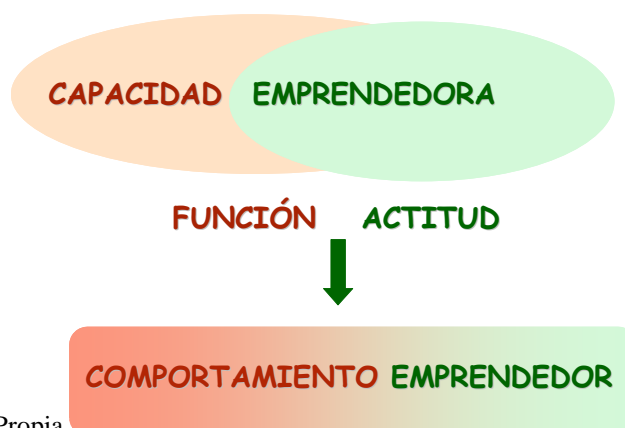 CAPACIDAD EMPRENDEDORA
FUNCIÓN ACTITUD
COMPORTAMIENTO EMPRENDEDOR
Propia